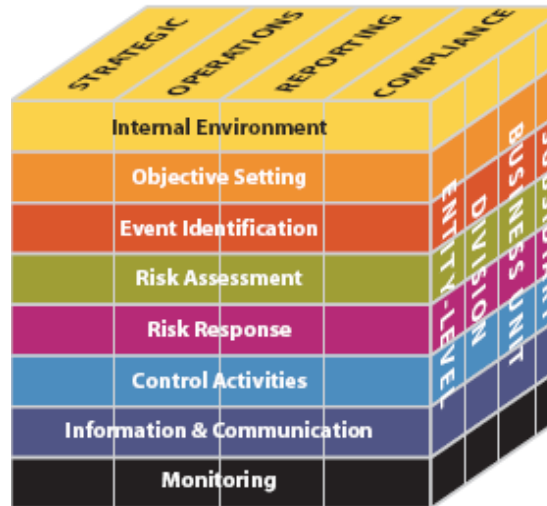 STRATEGIC
OPERATIONS
REPORTING
COMPLIANCE
Internal Environment
Objective Setting
Event Identification
Risk Assessment
Risk Response
Control Activities
Information & Communication
Monitoring
ENTITY-LEVEL
DIVISION
BUSINESS UNIT